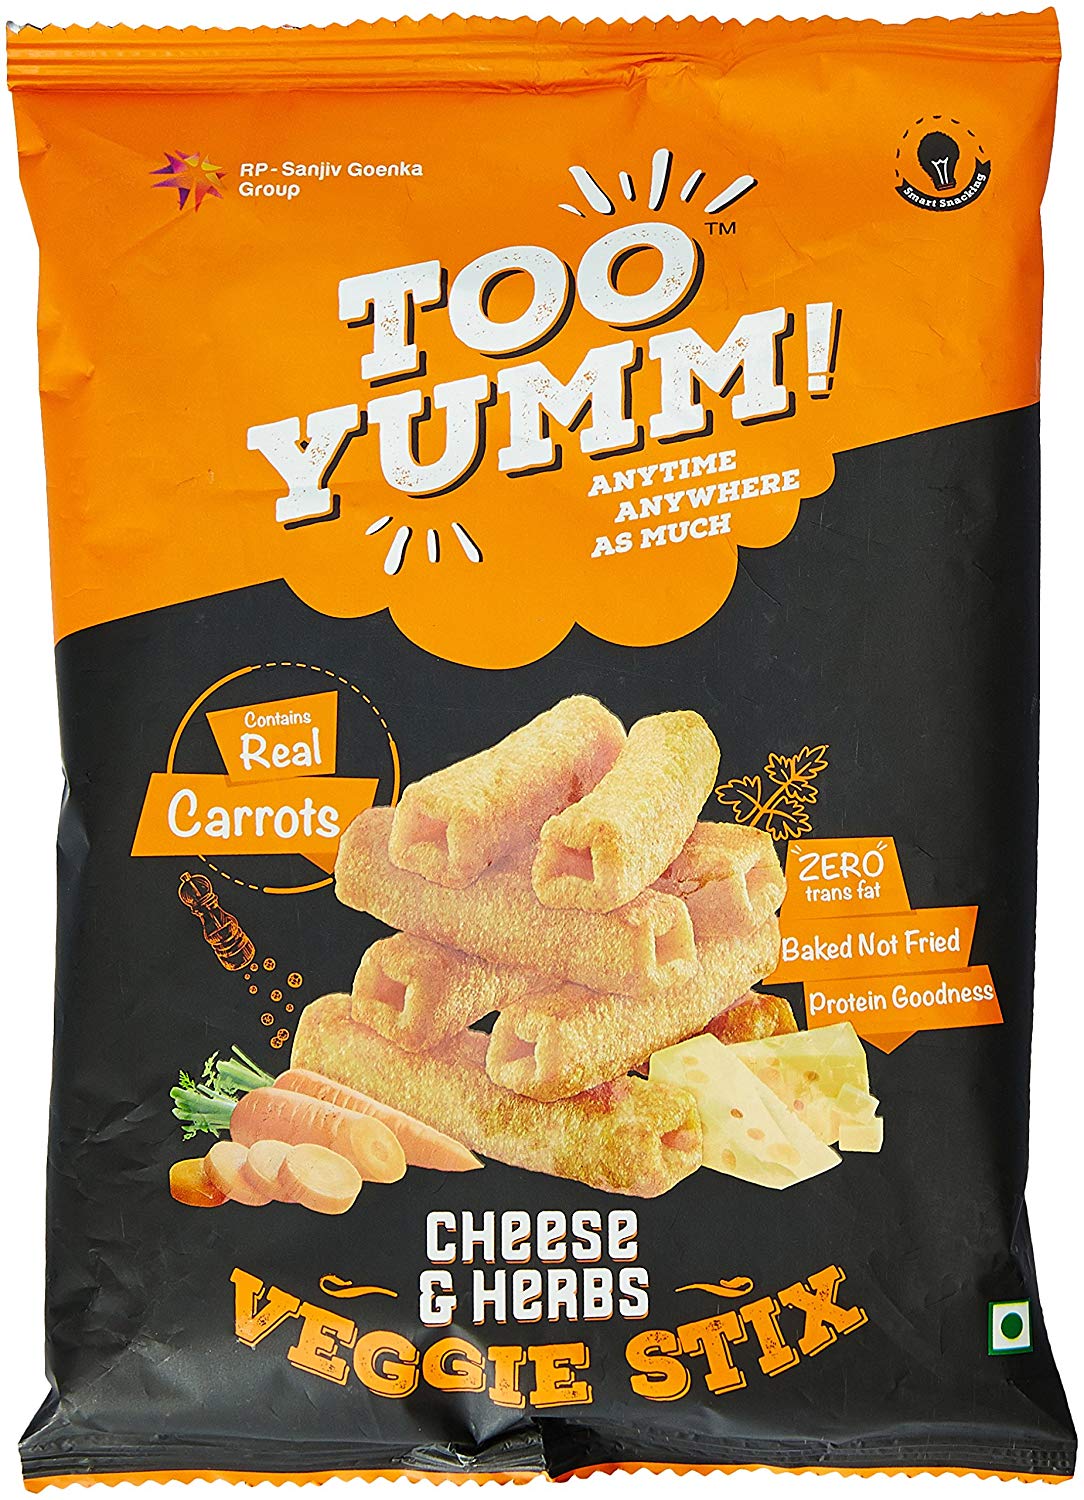 RP-Sanjiv Goenka
Group
Smart Snacking
TOO
TM
YUMM!
ANYTIME
ANYWHERE
AS MUCH
Contains
Real
Carrots
"ZERO"
trans fat
Baked Not Fried
Protein Goodness
CHeese
& HeRBS
VEGGIE STIX